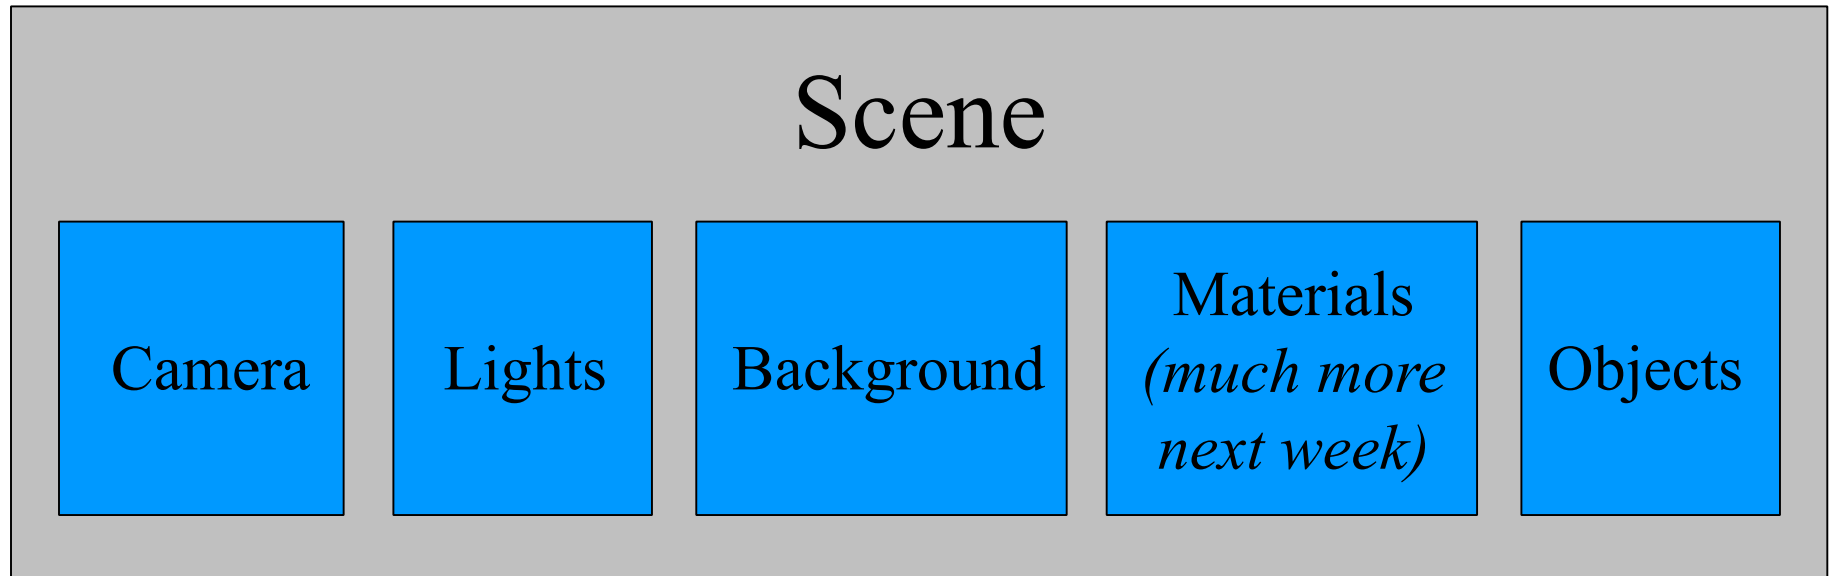 Scene
Camera
Lights
Background
Materials
(much more
next week)
Objects